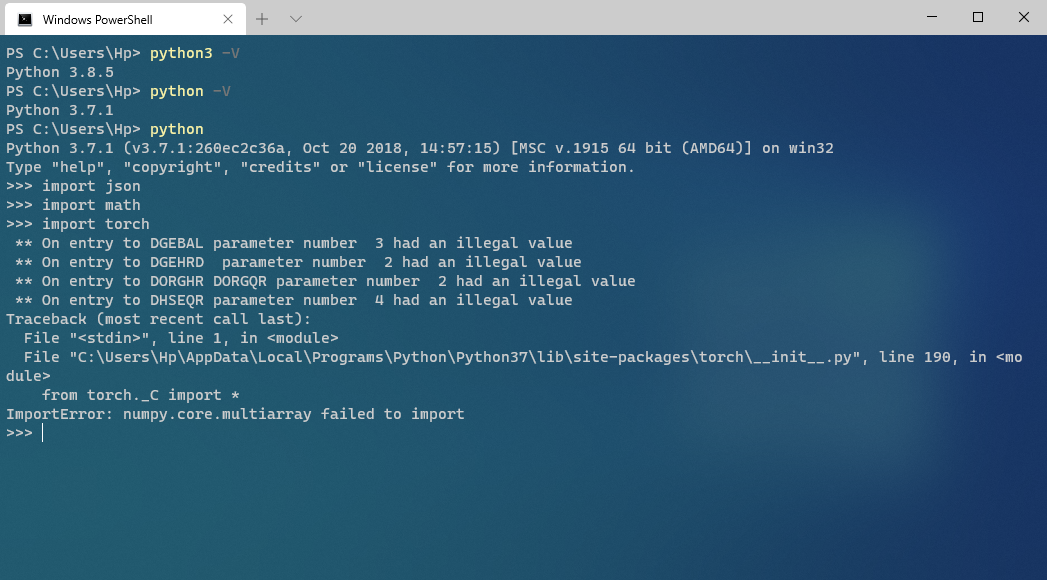 Windows PowerShell
PS C:\Users\Hp> python3 -V
Python 3.8.5
PS C:\Users\Hp> python -V
Python 3.7.1
PS C:\Users\Hp> python
Python 3.7.1 (v3.7.1:260ec2c36a, Oct 20 2018, 14:57:15) [MSC v.1915 64 bit (AMD64)] on win32
Type "help", "copyright", "credits" or "license" for more information.
>>> import json
>>> import math
>>> import torch
 ** On entry to DGEBAL parameter number  3 had an illegal value
 ** On entry to DGEHRD  parameter number  2 had an illegal value
 ** On entry to DORGHR DORGQR parameter number  2 had an illegal value
 ** On entry to DHSEQR parameter number  4 had an illegal value
Traceback (most recent call last):
  File "<stdin>", line 1, in <module>
  File "C:\Users\Hp\AppData\Local\Programs\Python\Python37\lib\site-packages\torch\__init__.py", line 190, in <mo
dule>
    from torch._C import *
ImportError: numpy.core.multiarray failed to import
>>>